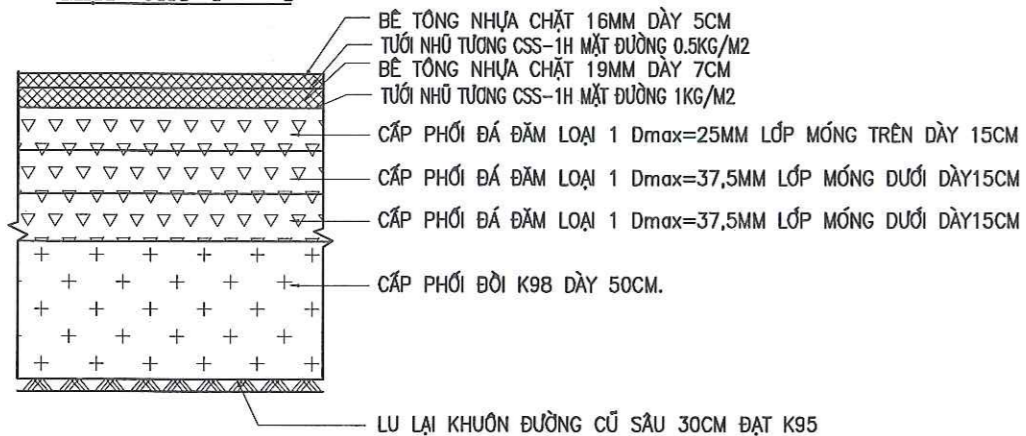 BÊ TÔNG NHỰA CHẶT 16MM DÀY 5CM
TƯỚI NHŨ TƯƠNG CSS-1H MẶT ĐƯỜNG 0.5KG/M2
BÊ TÔNG NHỰA CHẶT 19MM DÀY 7CM
TƯỚI NHŨ TƯƠNG CSS-1H MẶT ĐƯỜNG 1KG/M2
CẤP PHỐI ĐÁ DĂM LOẠI 1 Dmax=25MM LỚP MÓNG TRÊN DÀY 15CM
CẤP PHỐI ĐÁ DĂM LOẠI 1 Dmax=37,5MM LỚP MÓNG DƯỚI DÀY15CM
CẤP PHỐI ĐÁ DĂM LOẠI 1 Dmax=37,5MM LỚP MÓNG DƯỚI DÀY15CM
CẤP PHỐI ĐỒI K98 DÀY 50CM.
LU LẠI KHUÔN ĐƯỜNG CŨ SÂU 30CM ĐẠT K95